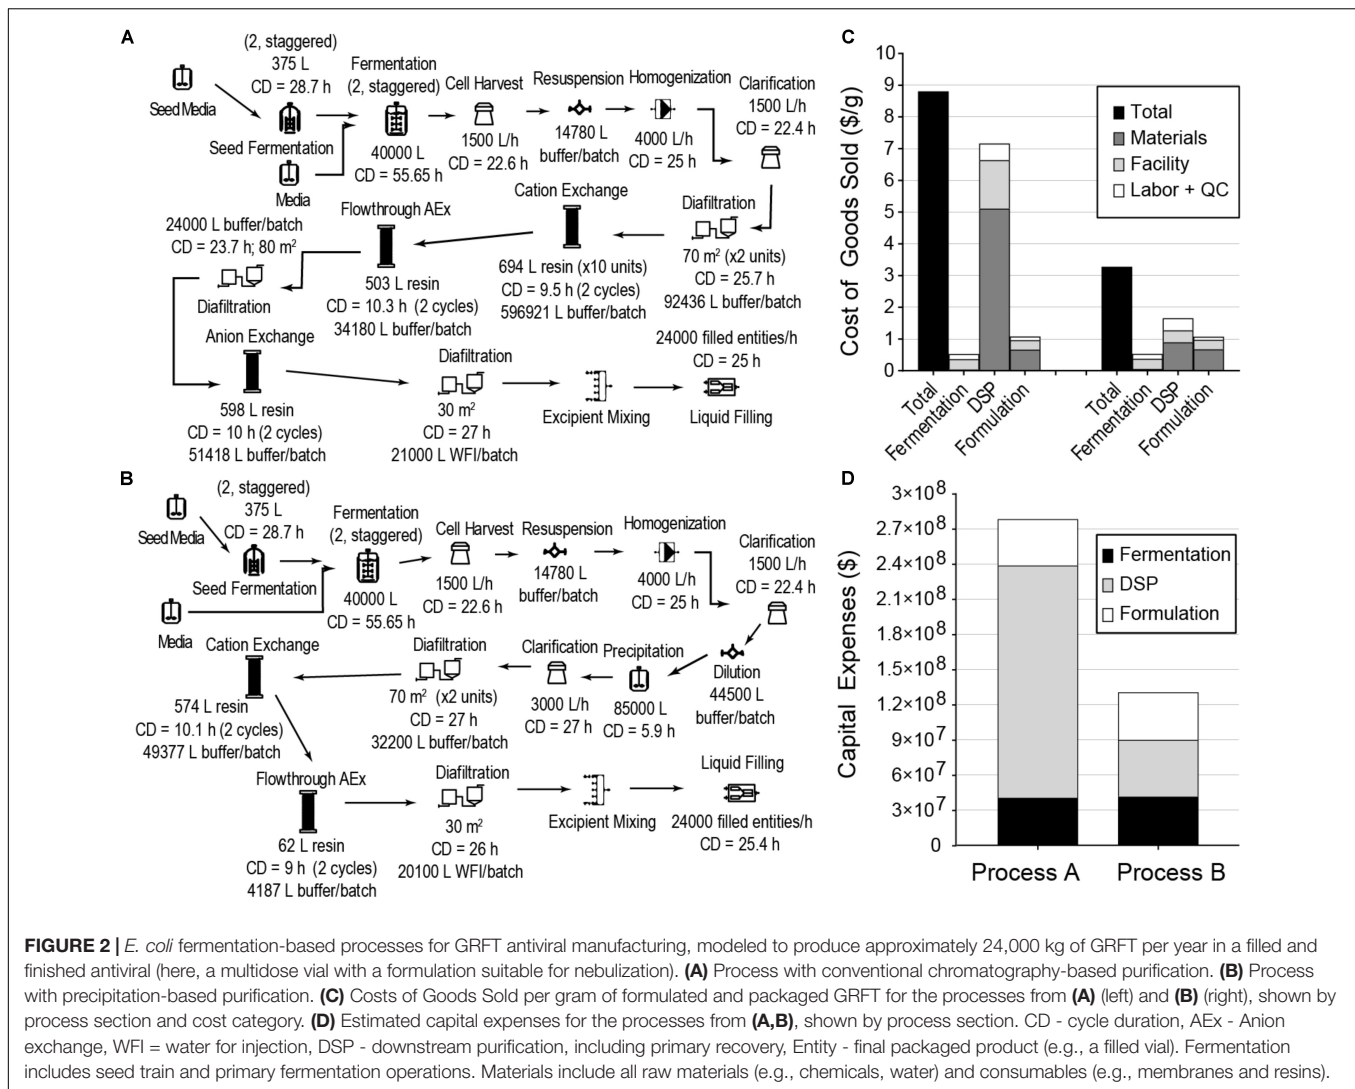 A
(2, staggered)
375 L
CD = 28.7 h
Seed Media
Seed Fermentation
Media
Fermentation
(2, staggered)
40000 L
CD = 55.65 h
Cell Harvest
1500 L/h
CD = 22.6 h
Resuspension
14780 L
buffer/batch
Homogenization
4000 L/h
CD = 25 h
Clarification
1500 L/h
CD = 22.4 h
Diafiltration
70 m² (x2 units)
CD = 25.7 h
92436 L buffer/batch
Cation Exchange
694 L resin (x10 units)
CD = 9.5 h (2 cycles)
596921 L buffer/batch
Flowthrough AEx
503 L resin
CD = 10.3 h (2 cycles)
34180 L buffer/batch
24000 L buffer/batch
CD = 23.7 h; 80 m²
Diafiltration
Anion Exchange
598 L resin
CD = 10 h (2 cycles)
51418 L buffer/batch
Diafiltration
30 m²
CD = 27 h
21000 L WFI/batch
Excipient Mixing
24000 filled entities/h
CD = 25 h
Liquid Filling
B
(2, staggered)
375 L
CD = 28.7 h
Seed Media
Seed Fermentation
Media
Fermentation
(2, staggered)
40000 L
CD = 55.65 h
Cell Harvest
1500 L/h
CD = 22.6 h
Resuspension
14780 L
buffer/batch
Homogenization
4000 L/h
CD = 25 h
Clarification
1500 L/h
CD = 22.4 h
Dilution
44500 L
buffer/batch
Precipitation
85000 L
CD = 5.9 h
Clarification
3000 L/h
CD = 27 h
Diafiltration
70 m² (x2 units)
CD = 27 h
32200 L buffer/batch
Cation Exchange
574 L resin
CD = 10.1 h (2 cycles)
49377 L buffer/batch
Flowthrough AEx
62 L resin
CD = 9 h (2 cycles)
4187 L buffer/batch
Diafiltration
30 m²
CD = 26 h
20100 L WFI/batch
Excipient Mixing
Liquid Filling
24000 filled entities/h
CD = 25.4 h
C
Cost of Goods Sold ($/g)
10
9
8
7
6
5
4
3
2
1
0
Total
Materials
Facility
Labor + QC
Total
Fermentation
DSP
Formulation
Total
Fermentation
DSP
Formulation
D
Capital Expenses ($)
3×10⁸
2.7×10⁸
2.4×10⁸
2.1×10⁸
1.8×10⁸
1.5×10⁸
1.2×10⁸
9×10⁷
6×10⁷
3×10⁷
0
Fermentation
DSP
Formulation
Process A
Process B
FIGURE 2 | E. coli fermentation-based processes for GRFT antiviral manufacturing, modeled to produce approximately 24,000 kg of GRFT per year in a filled and
finished antiviral (here, a multidose vial with a formulation suitable for nebulization). (A) Process with conventional chromatography-based purification. (B) Process
with precipitation-based purification. (C) Costs of Goods Sold per gram of formulated and packaged GRFT for the processes from (A) (left) and (B) (right), shown by
process section and cost category. (D) Estimated capital expenses for the processes from (A,B), shown by process section. CD - cycle duration, AEx - Anion
exchange, WFI = water for injection, DSP - downstream purification, including primary recovery, Entity - final packaged product (e.g., a filled vial). Fermentation
includes seed train and primary fermentation operations. Materials include all raw materials (e.g., chemicals, water) and consumables (e.g., membranes and resins).